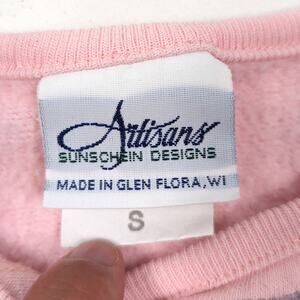 Artisans
SUNSCHEIN DESIGNS
MADE IN GLEN FLORA, WI
S